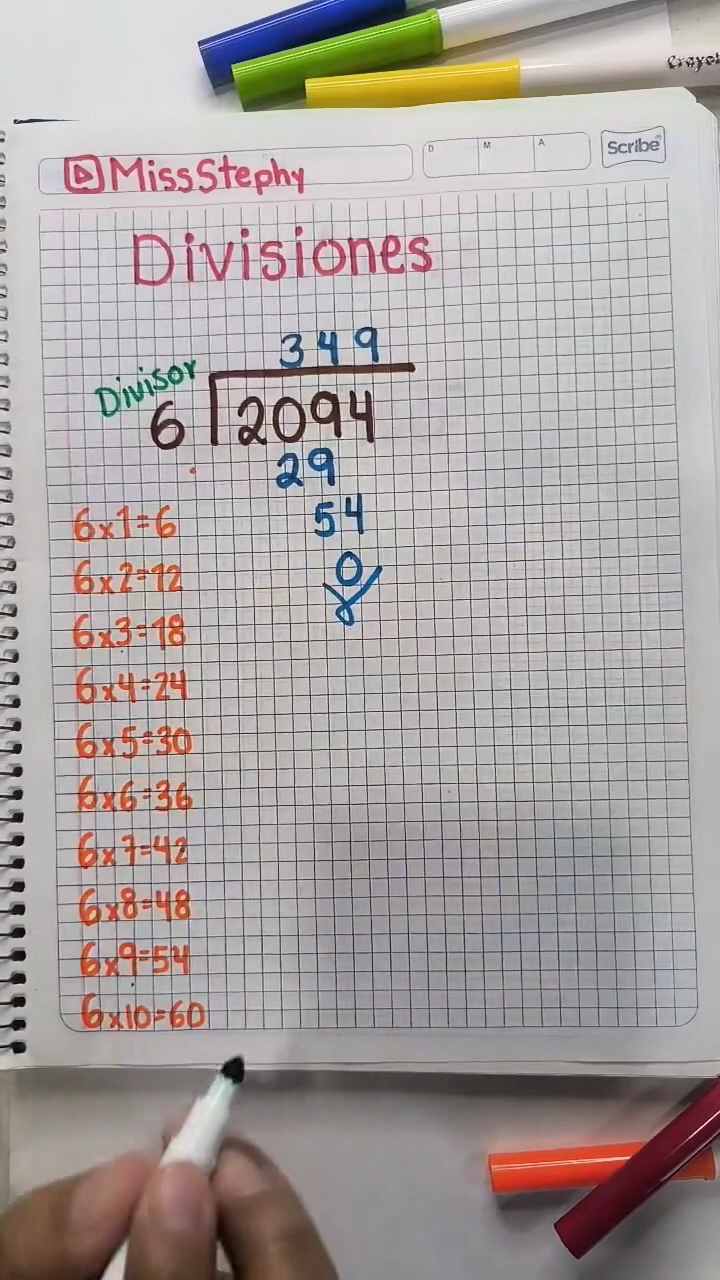 Crayol
D M A
Scribe
MissStephy
Divisiones
349
Divisor
6 2094
29
54
0
6x1=6
6x2=12
6x3=18
6x4=24
6x5=30
6x6=36
6x7=42
6x8=48
6x9=54
6x10=60